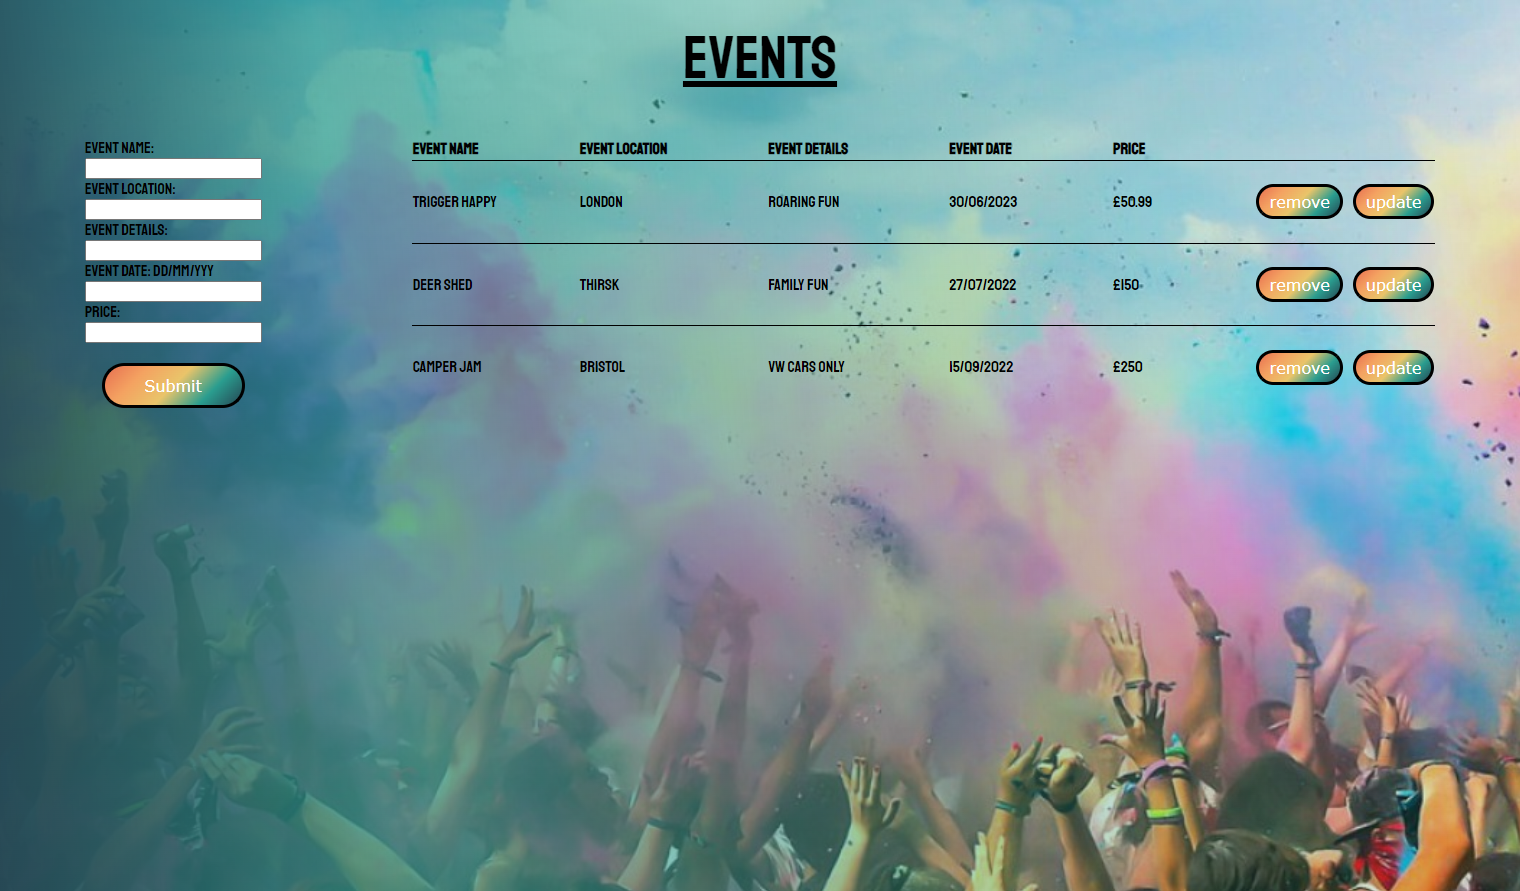 EVENTS
EVENT NAME:
EVENT LOCATION:
EVENT DETAILS:
EVENT DATE: DD/MM/YYY
PRICE:
Submit
EVENT NAME EVENT LOCATION EVENT DETAILS EVENT DATE PRICE
TRIGGER HAPPY LONDON ROARING FUN 30/06/2023 £50.99 remove update
DEER SHED THIRSK FAMILY FUN 27/07/2022 £150 remove update
CAMPER JAM BRISTOL VW CARS ONLY 15/09/2022 £250 remove update